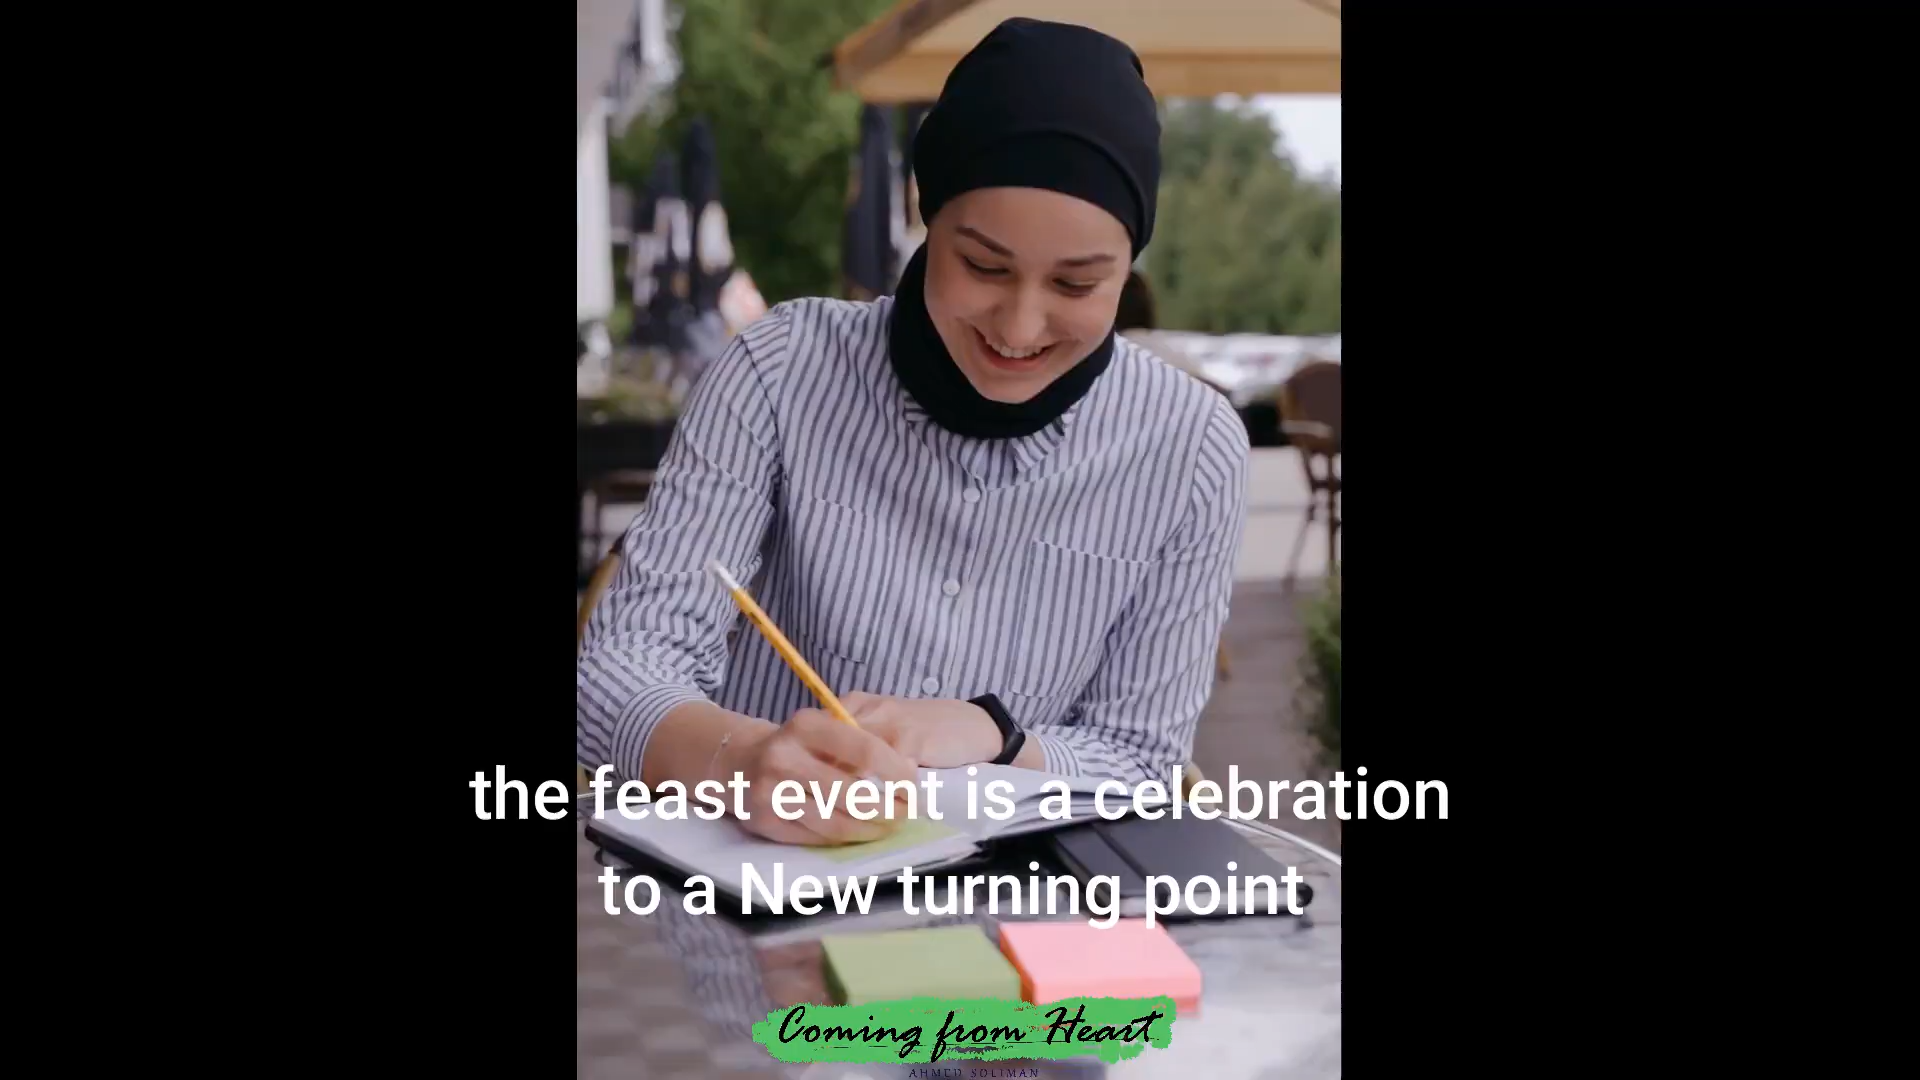 the feast event is a celebration
to a New turning point
Coming from Heart
AHMED SOLIMAN